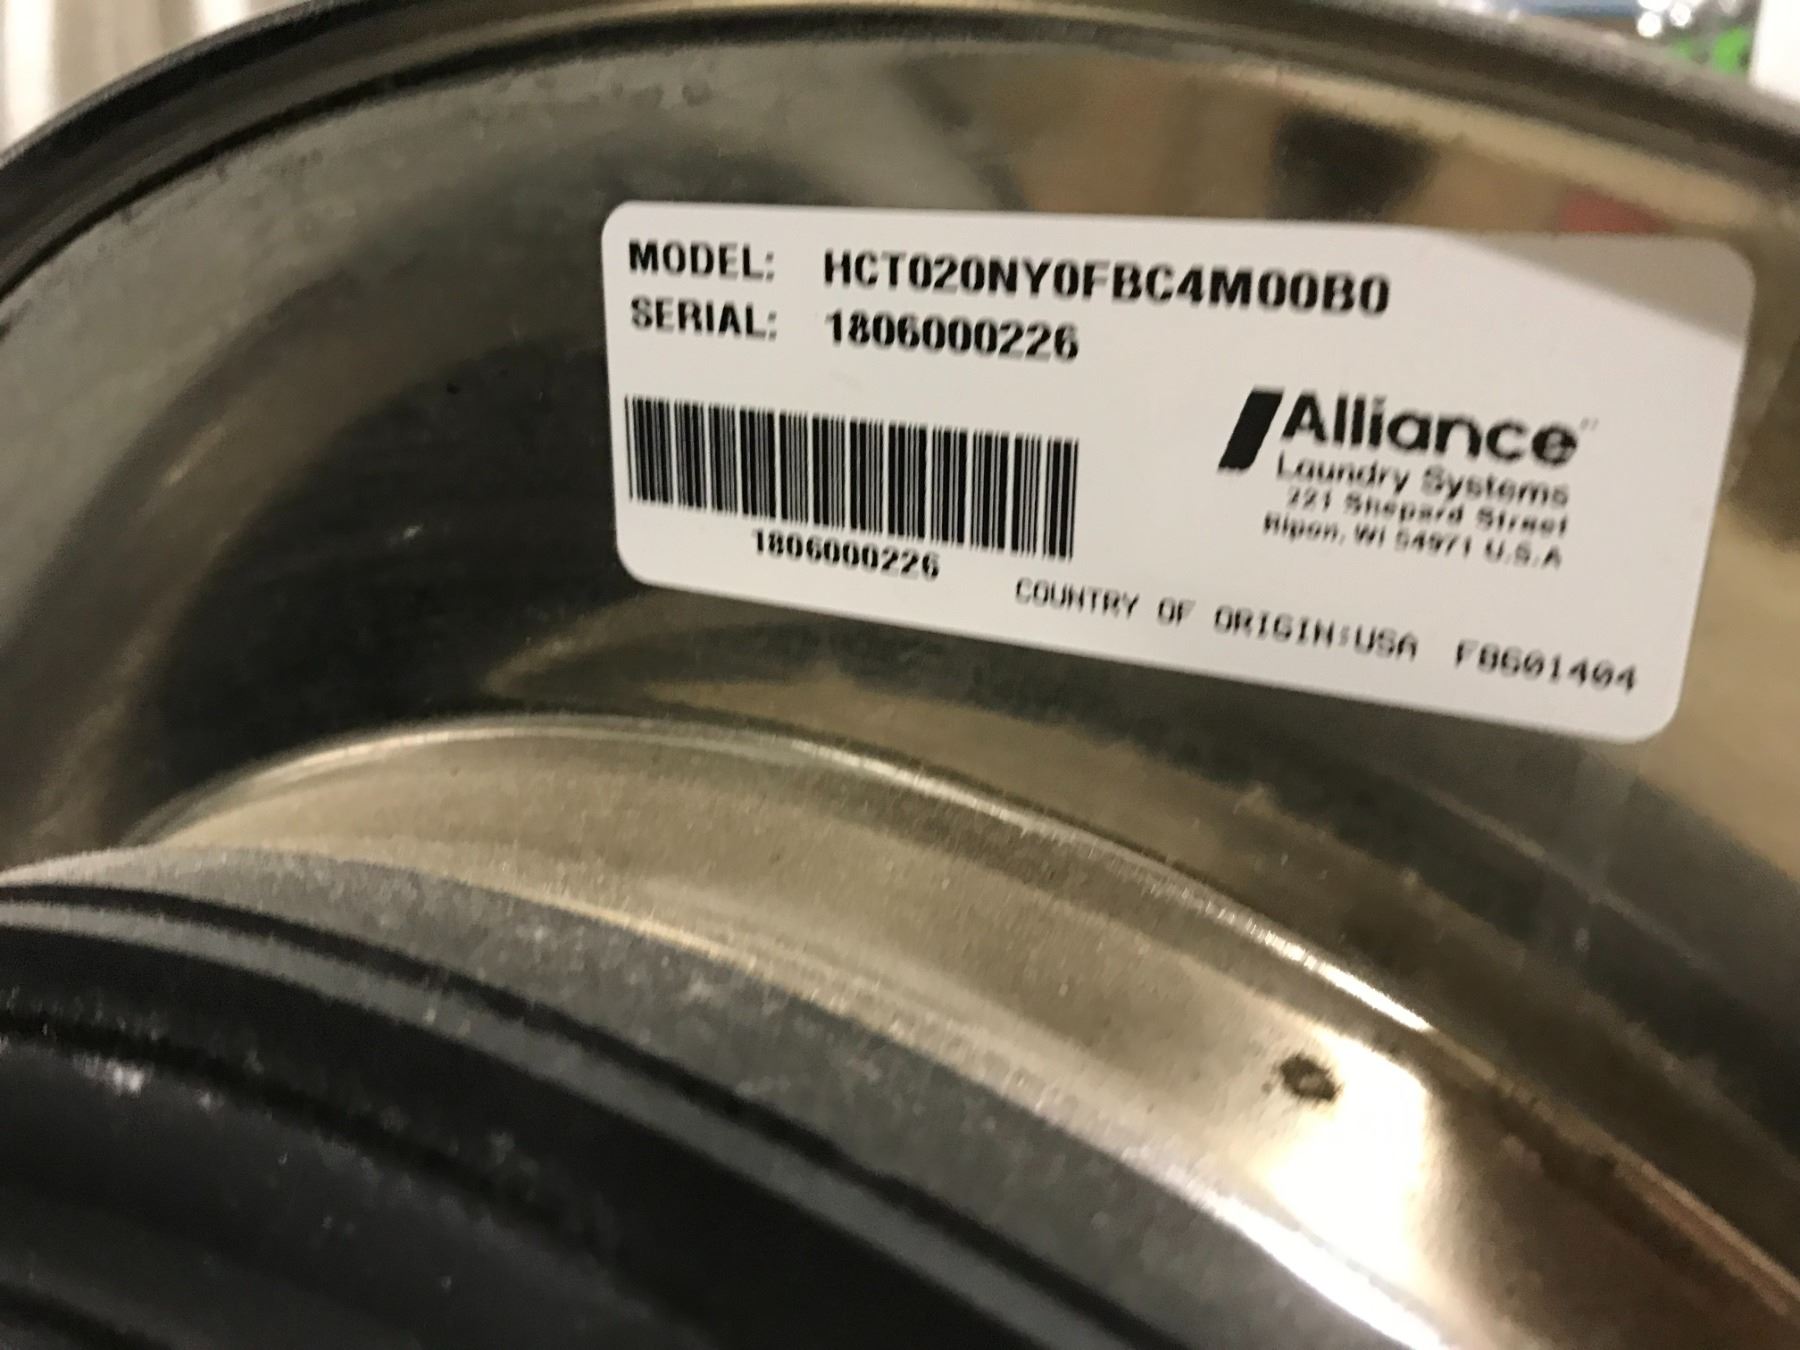 MODEL: HCT020NY0FBC4M00B0
SERIAL: 1806000226
1806000226
Alliance
Laundry Systems
221 Shepard Street
Ripon, WI 54971 U.S.A
COUNTRY OF ORIGIN:USA F8601404